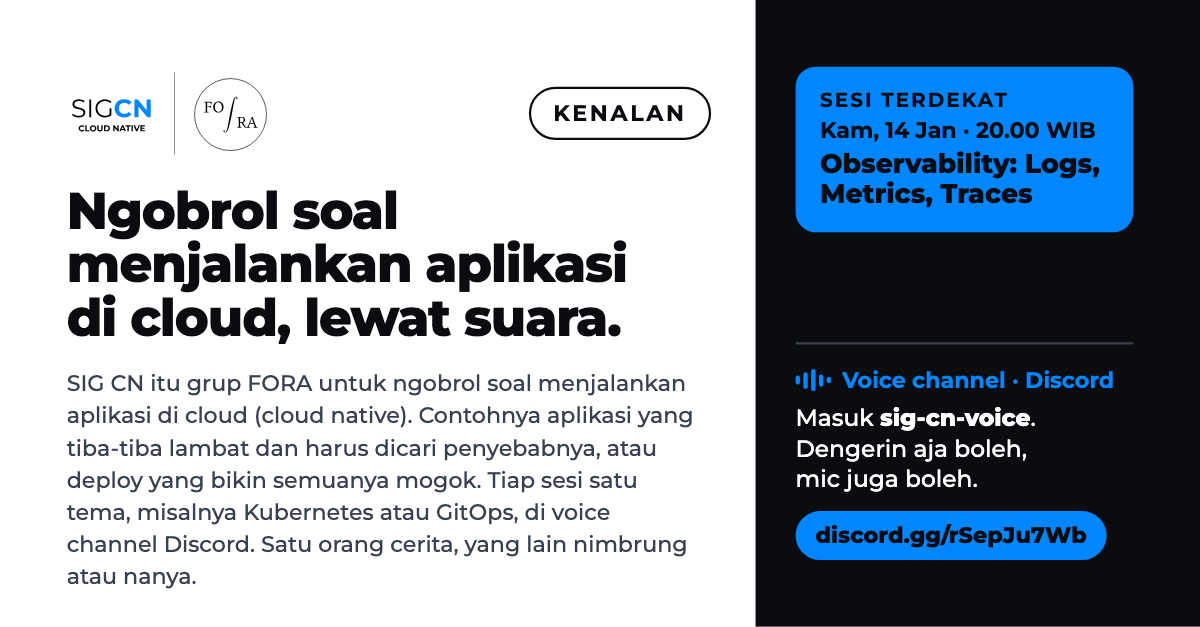 SIGCN
CLOUD NATIVE
FO
RA
KENALAN
Ngobrol soal
menjalankan aplikasi
di cloud, lewat suara.
SIG CN itu grup FORA untuk ngobrol soal menjalankan
aplikasi di cloud (cloud native). Contohnya aplikasi yang
tiba-tiba lambat dan harus dicari penyebabnya, atau
deploy yang bikin semuanya mogok. Tiap sesi satu
tema, misalnya Kubernetes atau GitOps, di voice
channel Discord. Satu orang cerita, yang lain nimbrung
atau nanya.
SESI TERDEKAT
Kam, 14 Jan · 20.00 WIB
Observability: Logs,
Metrics, Traces
Voice channel · Discord
Masuk sig-cn-voice.
Dengerin aja boleh,
mic juga boleh.
discord.gg/rSepJu7Wb